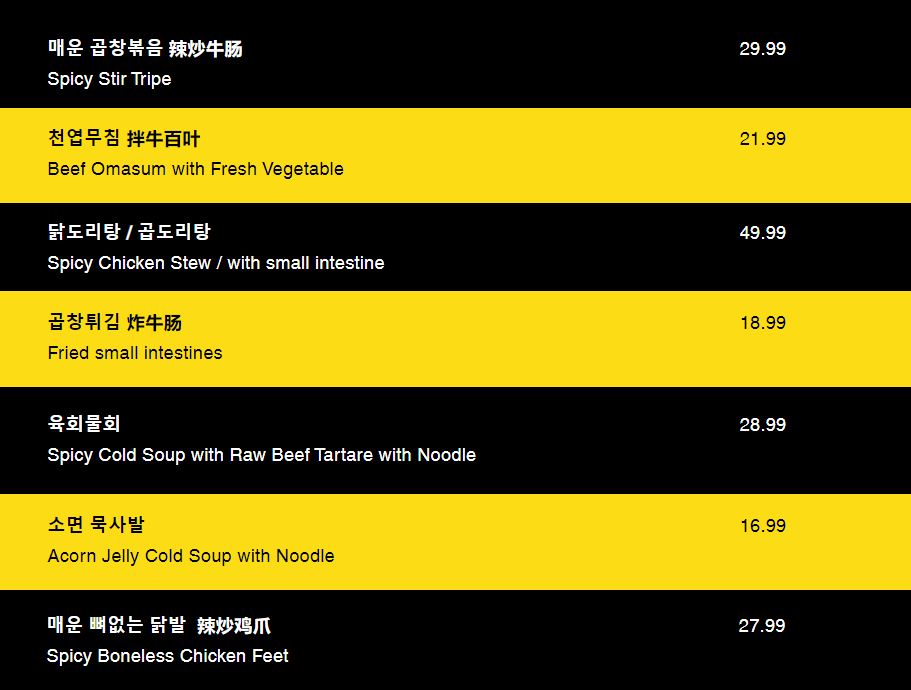 매운 곱창볶음 辣炒牛肠 29.99
Spicy Stir Tripe
천엽무침 拌牛百叶 21.99
Beef Omasum with Fresh Vegetable
닭도리탕 / 곱도리탕 49.99
Spicy Chicken Stew / with small intestine
곱창튀김 炸牛肠 18.99
Fried small intestines
육회물회 28.99
Spicy Cold Soup with Raw Beef Tartare with Noodle
소면 묵사발 16.99
Acorn Jelly Cold Soup with Noodle
매운 뼈없는 닭발 辣炒鸡爪 27.99
Spicy Boneless Chicken Feet